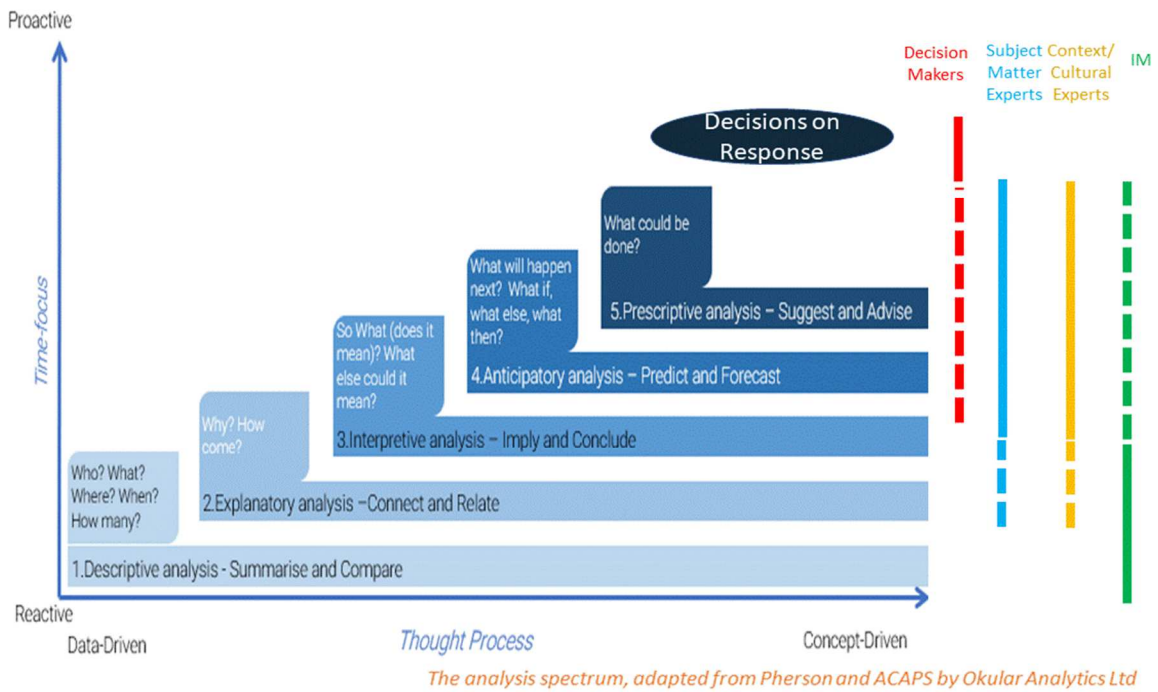 Proactive
Decision
Makers
Subject
Matter
Experts
Context/
Cultural
Experts
IM
Decisions on
Response
What could be
done?
5.Prescriptive analysis – Suggest and Advise
What will happen
next?  What if,
what else, what
then?
4.Anticipatory analysis – Predict and Forecast
So What (does it
mean)? What
else could it
mean?
3.Interpretive analysis – Imply and Conclude
Why? How
come?
2.Explanatory analysis –Connect and Relate
Who? What?
Where? When?
How many?
1.Descriptive analysis - Summarise and Compare
Time-focus
Reactive
Data-Driven
Thought Process
Concept-Driven
The analysis spectrum, adapted from Pherson and ACAPS by Okular Analytics Ltd